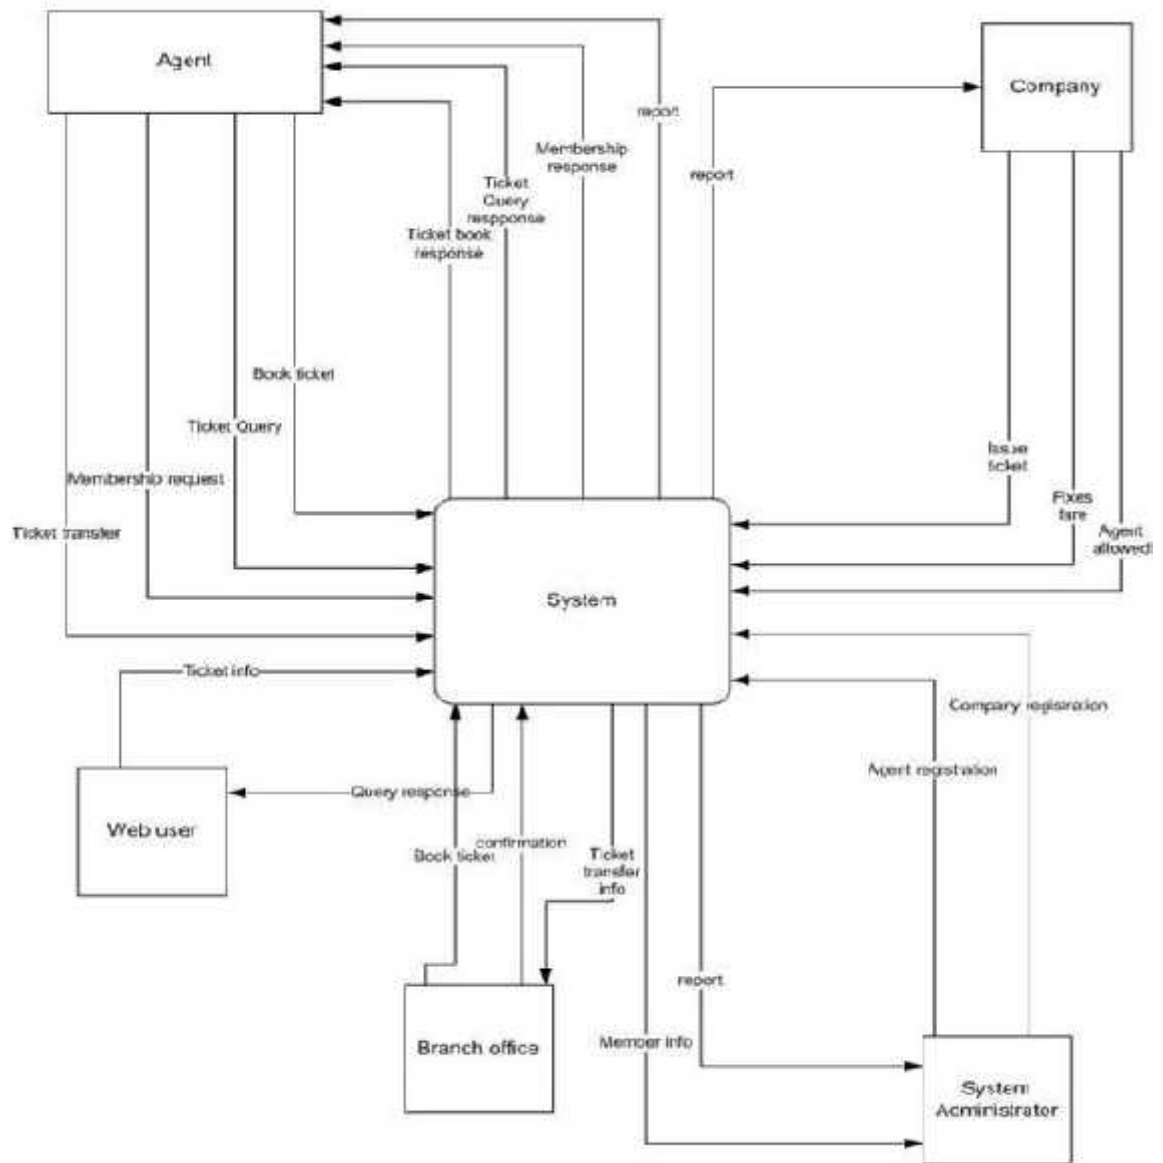 Agent
Company
report
Membership
response
report
Ticket
Query
respponse
Ticket book
response
Book ticket
Ticket Query
Issue
ticket
Membership request
Fixes
fare
Ticket transfer
Agent
allowed
System
Ticket info
Company registration
Agent registration
Query response
Web user
confirmation
Book ticket
Ticket
transfer
info
report
Branch office
Member info
System
Administrator